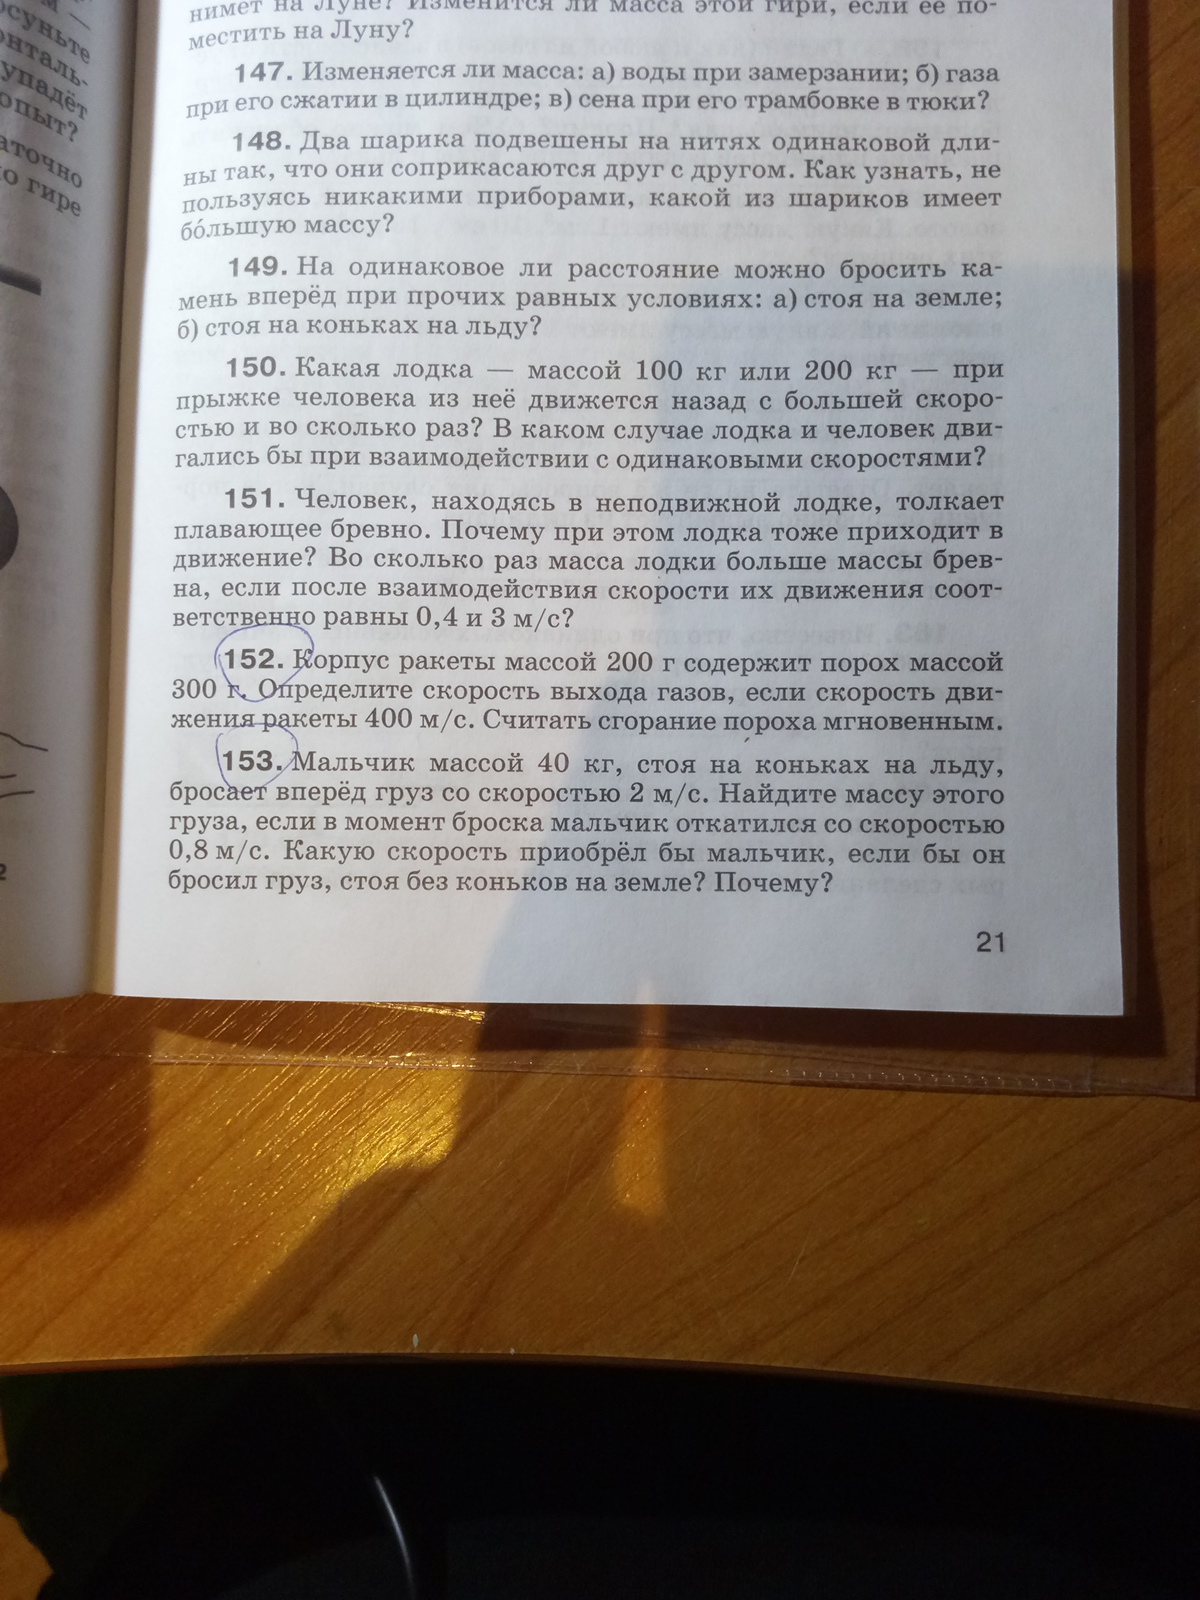 осуньте
упадёт
опыт?
аточно
о гире
2
нимет на Луне? Изменится ли масса этой гири, если её по-
местить на Луну?
147. Изменяется ли масса: а) воды при замерзании; б) газа
при его сжатии в цилиндре; в) сена при его трамбовке в тюки?
148. Два шарика подвешены на нитях одинаковой дли-
ны так, что они соприкасаются друг с другом. Как узнать, не
пользуясь никакими приборами, какой из шариков имеет
бо́льшую массу?
149. На одинаковое ли расстояние можно бросить ка-
мень вперёд при прочих равных условиях: а) стоя на земле;
б) стоя на коньках на льду?
150. Какая лодка — массой 100 кг или 200 кг — при
прыжке человека из неё движется назад с большей скоро-
стью и во сколько раз? В каком случае лодка и человек дви-
гались бы при взаимодействии с одинаковыми скоростями?
151. Человек, находясь в неподвижной лодке, толкает
плавающее бревно. Почему при этом лодка тоже приходит в
движение? Во сколько раз масса лодки больше массы брев-
на, если после взаимодействия скорости их движения соот-
ветственно равны 0,4 и 3 м/с?
152. Корпус ракеты массой 200 г содержит порох массой
300 г. Определите скорость выхода газов, если скорость дви-
жения ракеты 400 м/с. Считать сгорание пороха мгновенным.
153. Мальчик массой 40 кг, стоя на коньках на льду,
бросает вперёд груз со скоростью 2 м/с. Найдите массу этого
груза, если в момент броска мальчик откатился со скоростью
0,8 м/с. Какую скорость приобрёл бы мальчик, если бы он
бросил груз, стоя без коньков на земле? Почему?
21